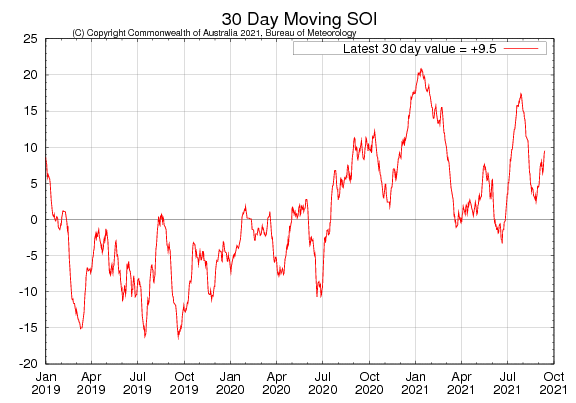 30 Day Moving SOI
(C) Copyright Commonwealth of Australia 2021, Bureau of Meteorology
Latest 30 day value = +9.5
25
20
15
10
5
0
-5
-10
-15
-20
Jan Apr Jul Oct Jan Apr Jul Oct Jan Apr Jul Oct
2019 2019 2019 2019 2020 2020 2020 2020 2021 2021 2021 2021